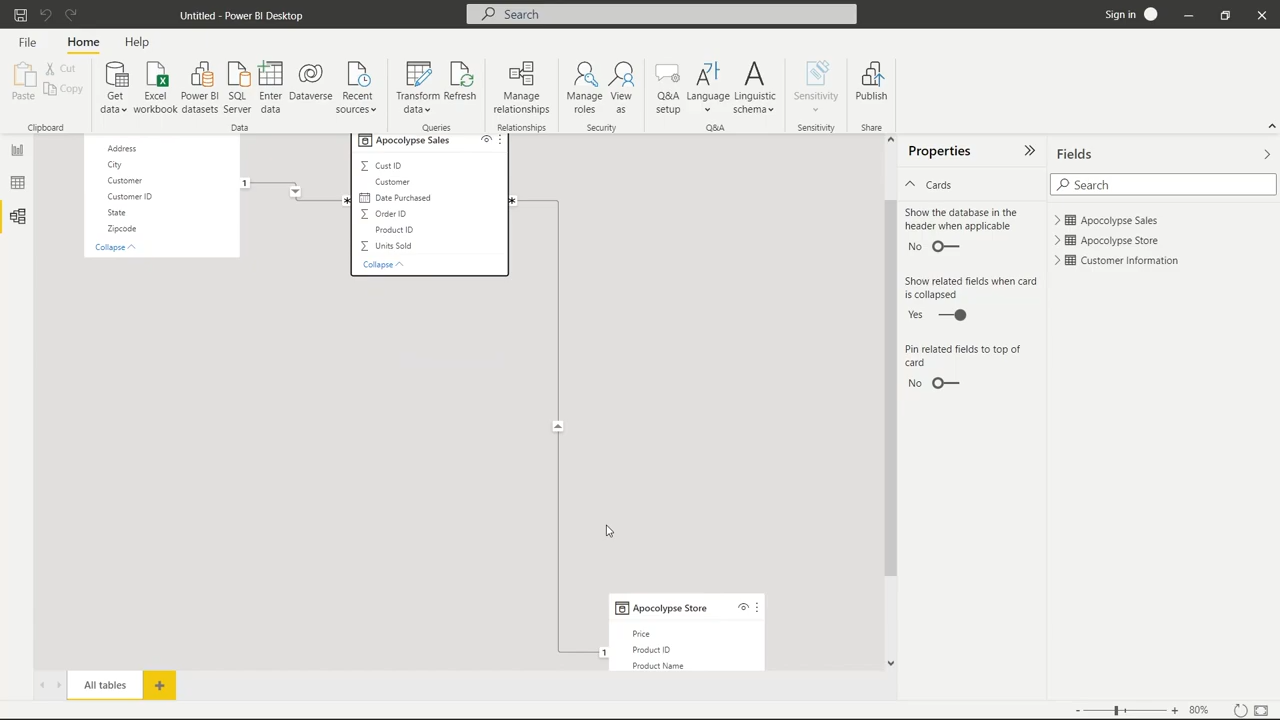 Untitled - Power BI Desktop
Search
Sign in
File
Home
Help
Paste
Cut
Copy
Get data
Excel workbook
Power BI datasets
SQL Server
Enter data
Dataverse
Recent sources
Transform data
Refresh
Manage relationships
Manage roles
View as
Q&A setup
Language
Linguistic schema
Sensitivity
Publish
Clipboard
Data
Queries
Relationships
Security
Q&A
Sensitivity
Share
Address
City
Customer
Customer ID
State
Zipcode
Collapse
1
*
Apocolypse Sales
Cust ID
Customer
Date Purchased
Order ID
Product ID
Units Sold
Collapse
*
1
Apocolypse Store
Price
Product ID
Product Name
Properties
Cards
Show the database in the
header when applicable
No
Show related fields when card
is collapsed
Yes
Pin related fields to top of
card
No
Fields
Search
Apocolypse Sales
Apocolypse Store
Customer Information
All tables
+
-
+
80%